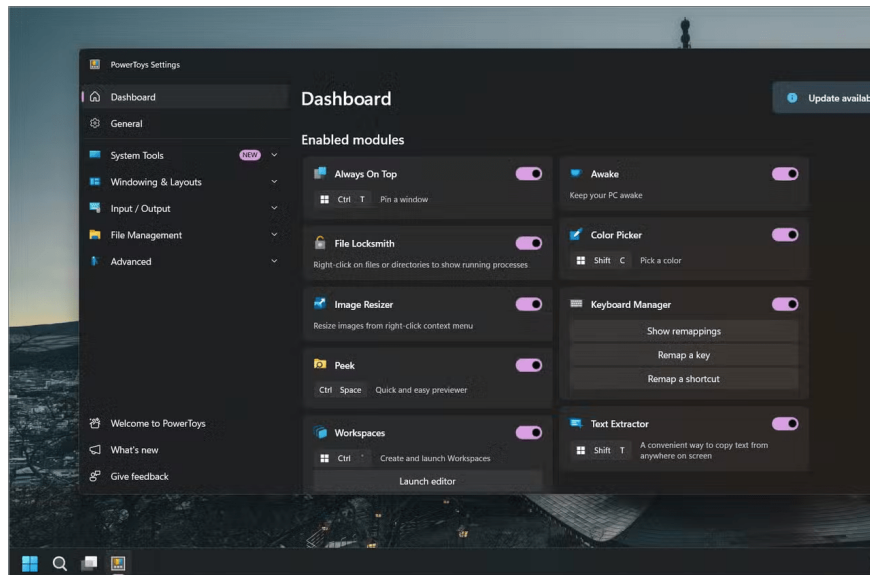 PowerToys Settings
Dashboard
General
System Tools
NEW
Windowing & Layouts
Input / Output
File Management
Advanced
Welcome to PowerToys
What's new
Give feedback
Dashboard
Update availab
Enabled modules
Always On Top
Ctrl T Pin a window
File Locksmith
Right-click on files or directories to show running processes
Image Resizer
Resize images from right-click context menu
Peek
Ctrl Space Quick and easy previewer
Workspaces
Ctrl ` Create and launch Workspaces
Launch editor
Awake
Keep your PC awake
Color Picker
Shift C Pick a color
Keyboard Manager
Show remappings
Remap a key
Remap a shortcut
Text Extractor
Shift T A convenient way to copy text from
anywhere on screen